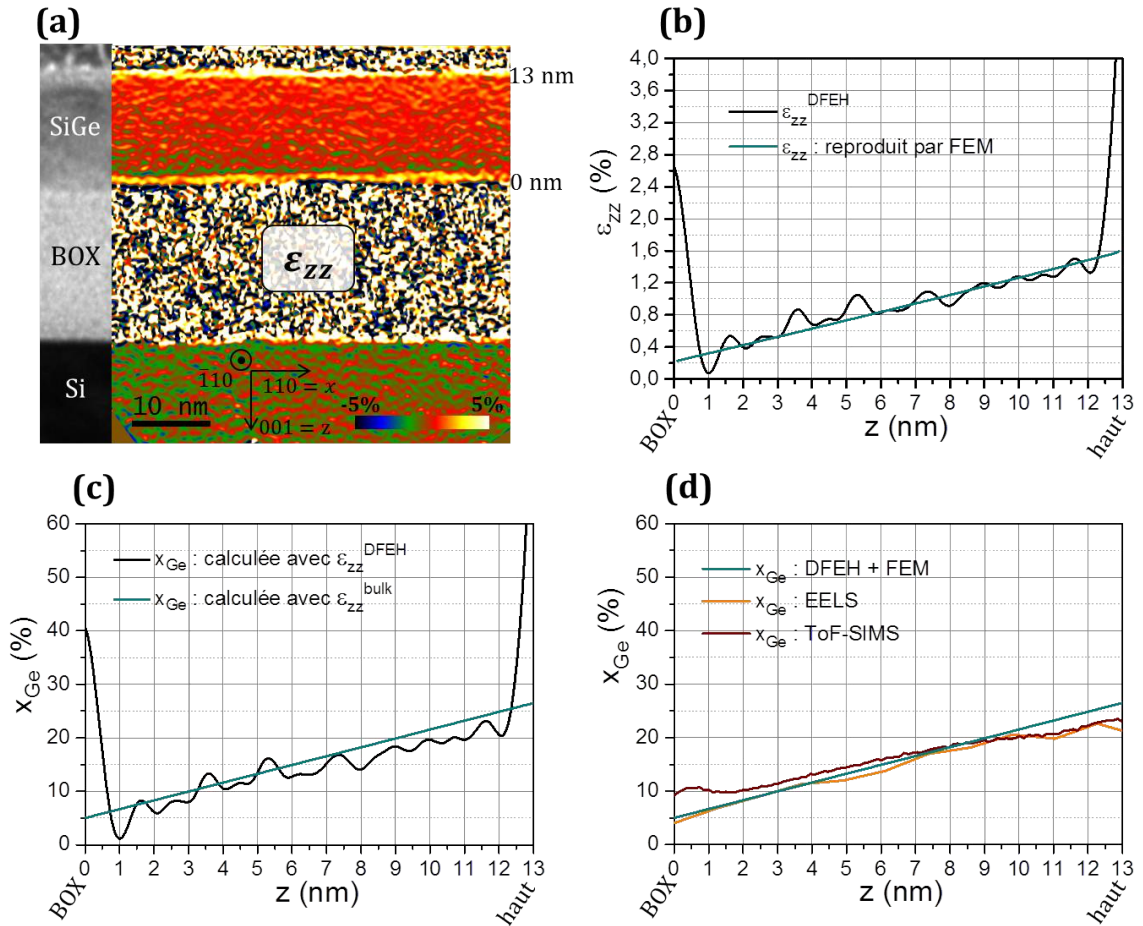 (a)
SiGe
BOX
Si
13 nm
0 nm
εzz
1̅10
110 = x
001 = z
10 nm
-5% 5%
(b)
εzz (%)
4,0
3,6
3,2
2,8
2,4
2,0
1,6
1,2
0,8
0,4
0,0
εzz^DFEH
εzz : reproduit par FEM
0 1 2 3 4 5 6 7 8 9 10 11 12 13
BOX z (nm) haut
(c)
xGe (%)
60
50
40
30
20
10
0
xGe : calculée avec εzz^DFEH
xGe : calculée avec εzz^bulk
0 1 2 3 4 5 6 7 8 9 10 11 12 13
BOX z (nm) haut
(d)
xGe (%)
60
50
40
30
20
10
0
xGe : DFEH + FEM
xGe : EELS
xGe : ToF-SIMS
0 1 2 3 4 5 6 7 8 9 10 11 12 13
BOX z (nm) haut